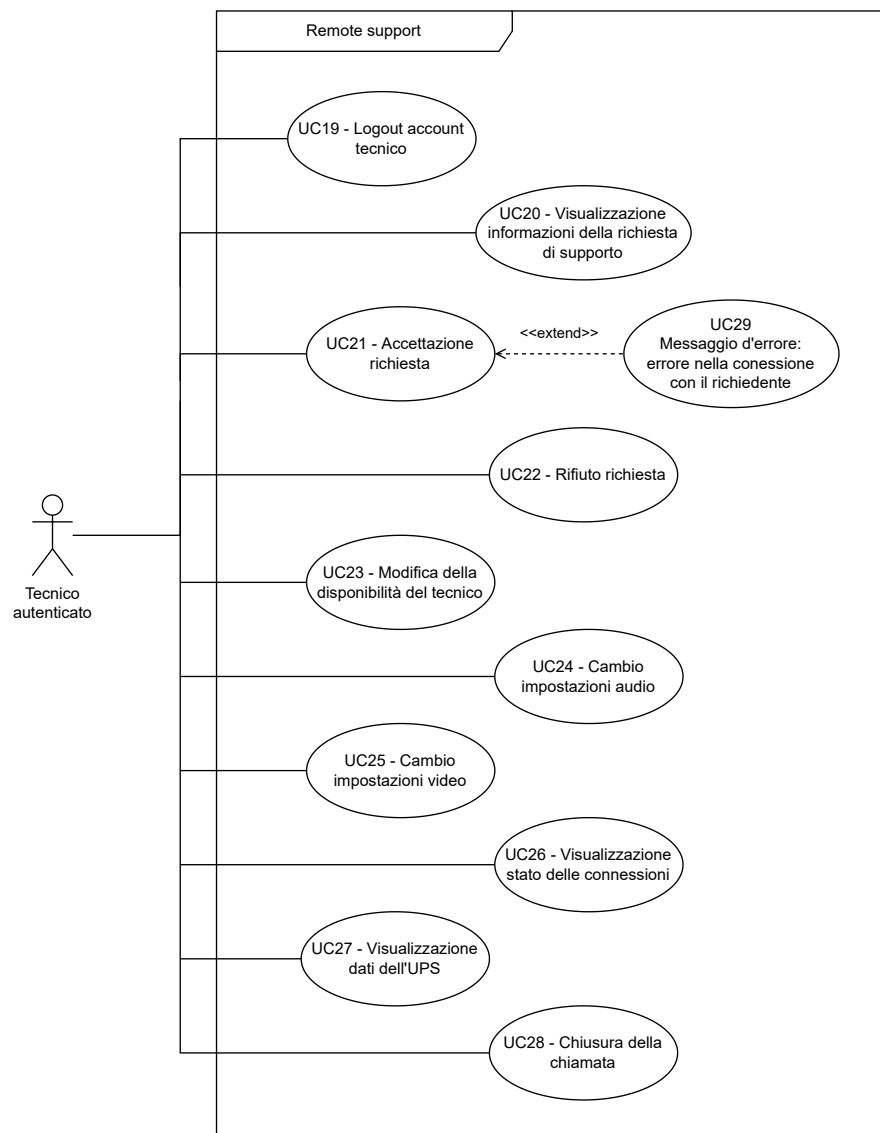 Remote support
UC19 - Logout account
tecnico
UC20 - Visualizzazione
informazioni della richiesta
di supporto
UC21 - Accettazione
richiesta
<<extend>>
UC29
Messaggio d'errore:
errore nella conessione
con il richiedente
UC22 - Rifiuto richiesta
Tecnico
autenticato
UC23 - Modifica della
disponibilità del tecnico
UC24 - Cambio
impostazioni audio
UC25 - Cambio
impostazioni video
UC26 - Visualizzazione
stato delle connessioni
UC27 - Visualizzazione
dati dell'UPS
UC28 - Chiusura della
chiamata